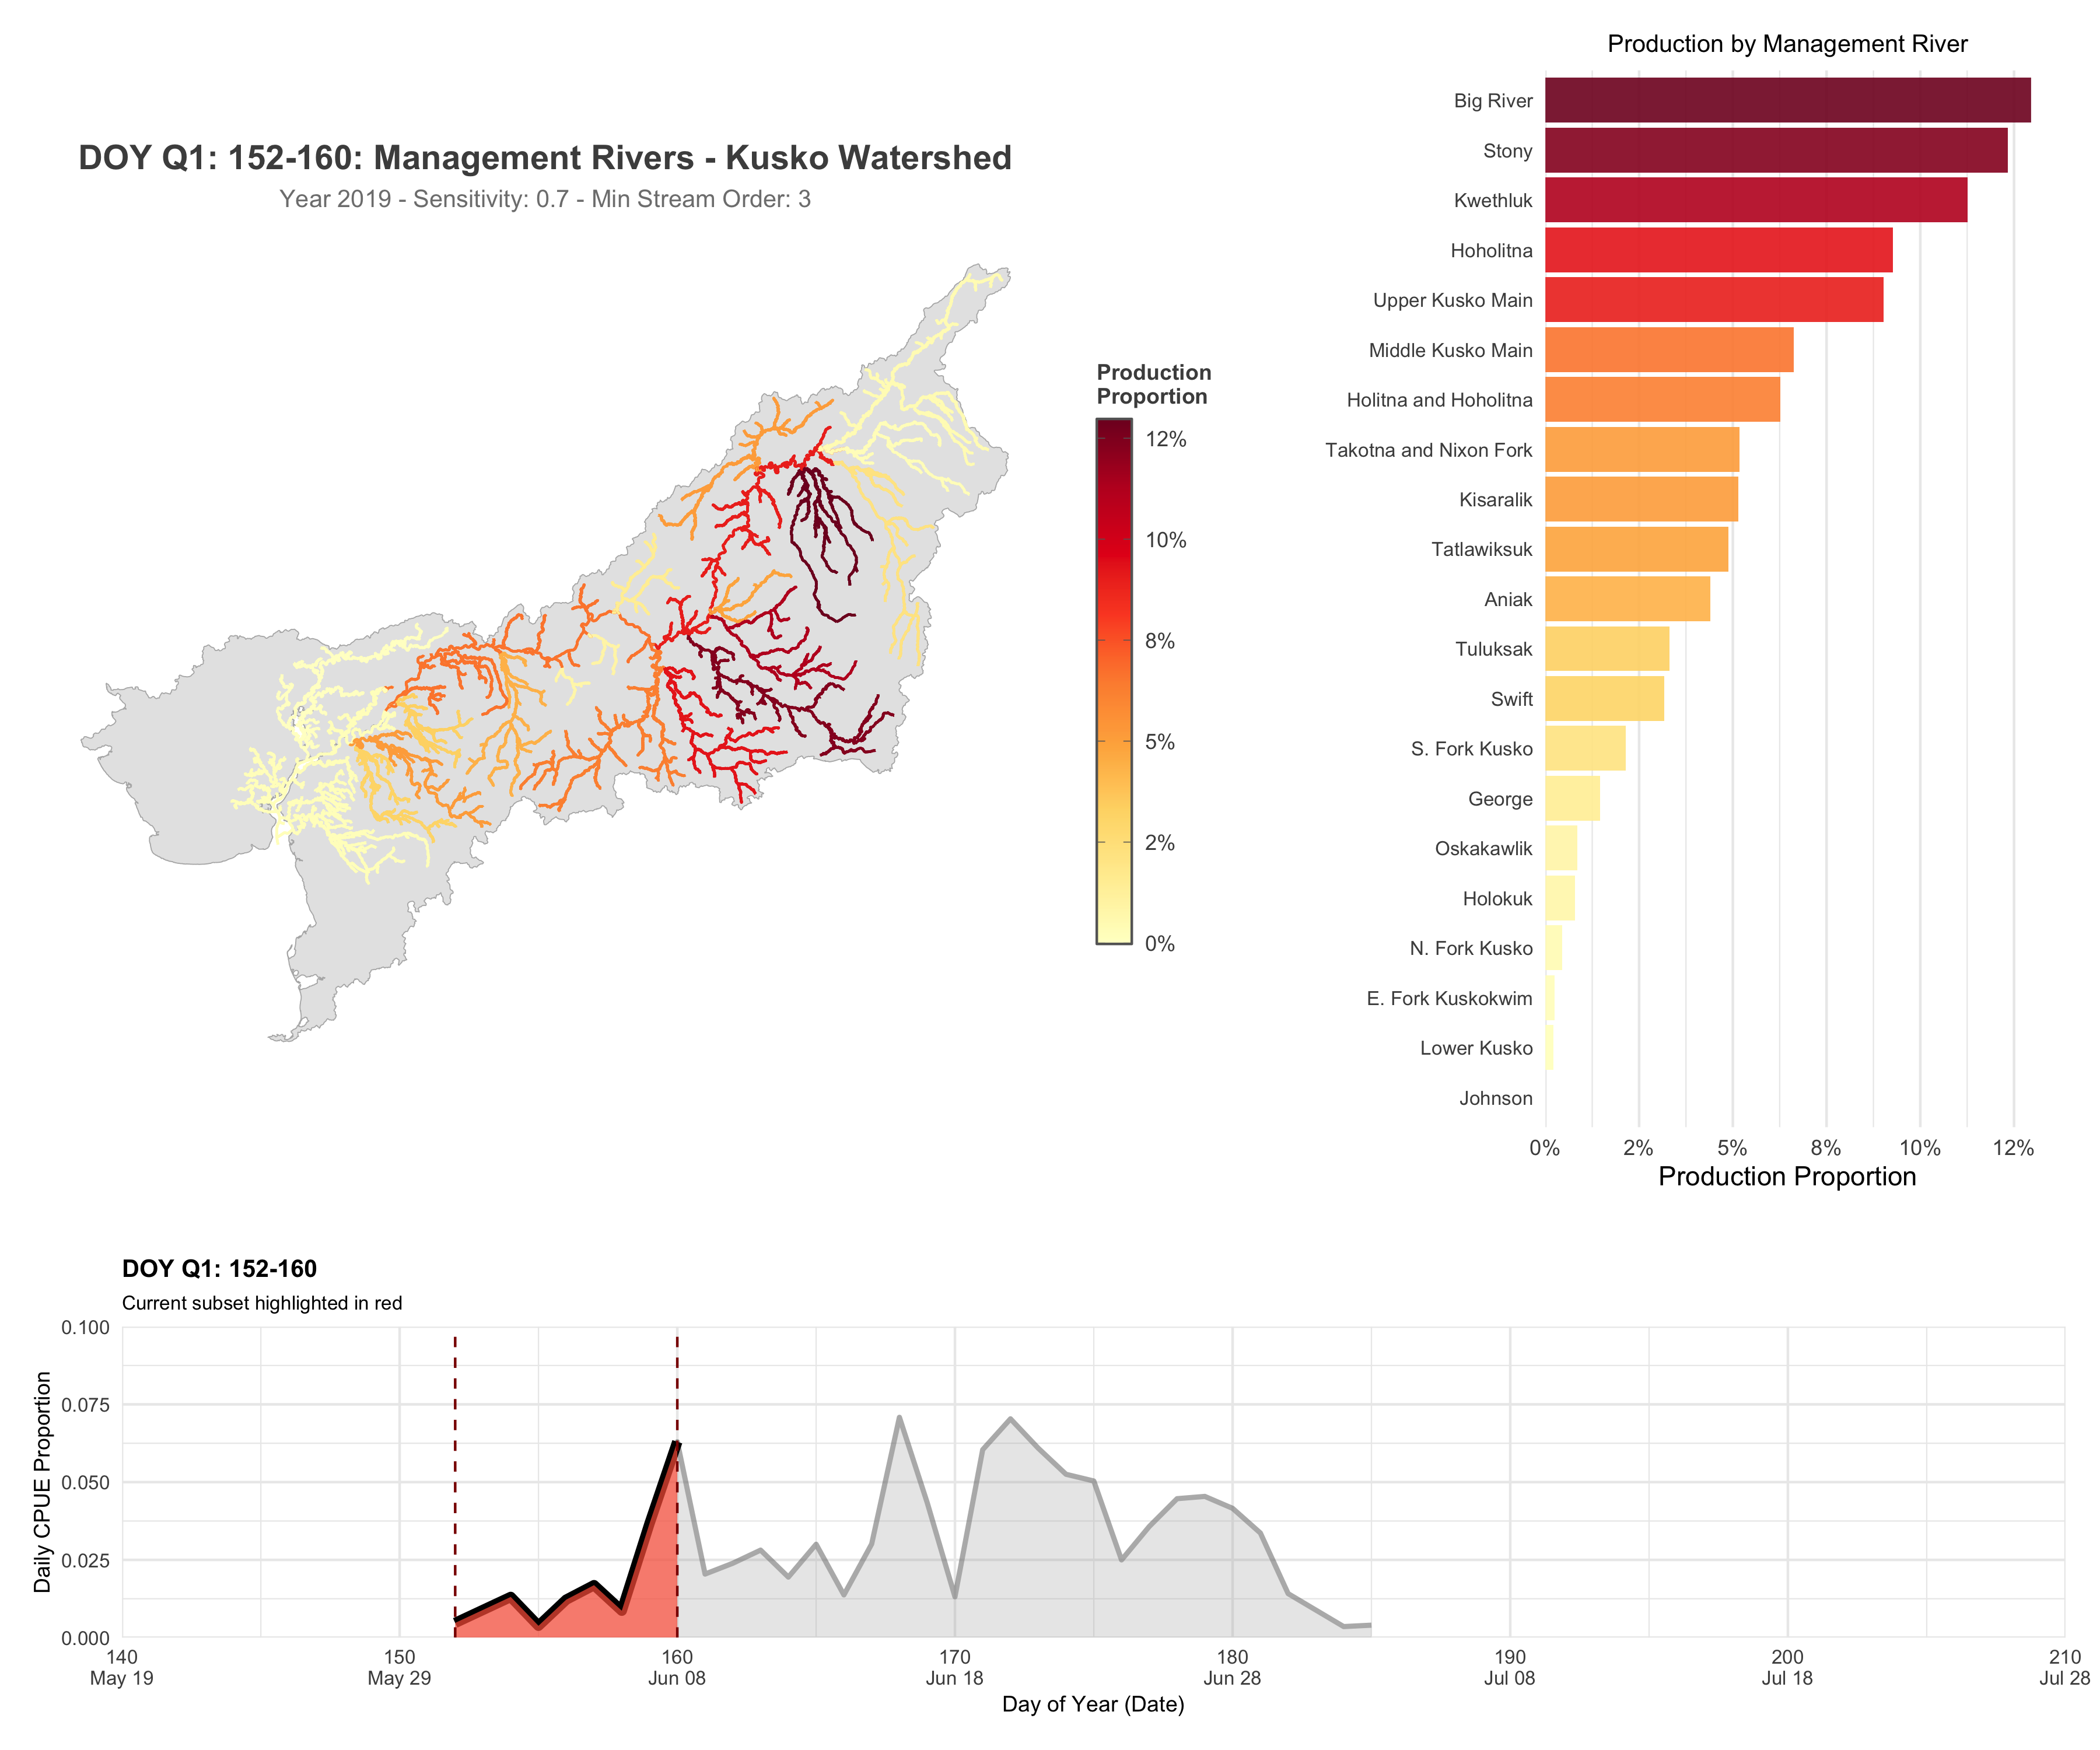 Production by Management River
DOY Q1: 152-160: Management Rivers - Kusko Watershed
Year 2019 - Sensitivity: 0.7 - Min Stream Order: 3
Production
Proportion
12%
10%
8%
5%
2%
0%
Big River
Stony
Kwethluk
Hoholitna
Upper Kusko Main
Middle Kusko Main
Holitna and Hoholitna
Takotna and Nixon Fork
Kisaralik
Tatlawiksuk
Aniak
Tuluksak
Swift
S. Fork Kusko
George
Oskakawlik
Holokuk
N. Fork Kusko
E. Fork Kuskokwim
Lower Kusko
Johnson
0% 2% 5% 8% 10% 12%
Production Proportion
DOY Q1: 152-160
Current subset highlighted in red
Daily CPUE Proportion
0.100
0.075
0.050
0.025
0.000
140 150 160 170 180 190 200 210
May 19 May 29 Jun 08 Jun 18 Jun 28 Jul 08 Jul 18 Jul 28
Day of Year (Date)